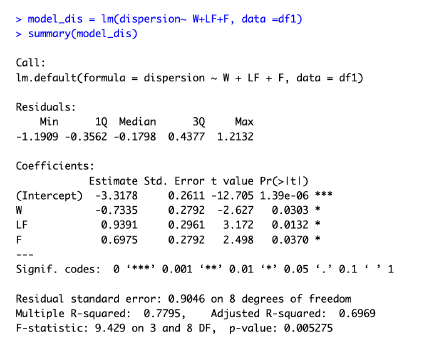 > model_dis = lm(dispersion~ W+LF+F, data =df1)
> summary(model_dis)
Call:
lm.default(formula = dispersion ~ W + LF + F, data = df1)
Residuals:
Min 1Q Median 3Q Max
-1.1909 -0.3562 -0.1798 0.4377 1.2132
Coefficients:
Estimate Std. Error t value Pr(>|t|)
(Intercept) -3.3178 0.2611 -12.705 1.39e-06 ***
W -0.7335 0.2792 -2.627 0.0303 *
LF 0.9391 0.2961 3.172 0.0132 *
F 0.6975 0.2792 2.498 0.0370 *
---
Signif. codes: 0 ‘***’ 0.001 ‘**’ 0.01 ‘*’ 0.05 ‘.’ 0.1 ‘ ’ 1
Residual standard error: 0.9046 on 8 degrees of freedom
Multiple R-squared: 0.7795, Adjusted R-squared: 0.6969
F-statistic: 9.429 on 3 and 8 DF, p-value: 0.005275